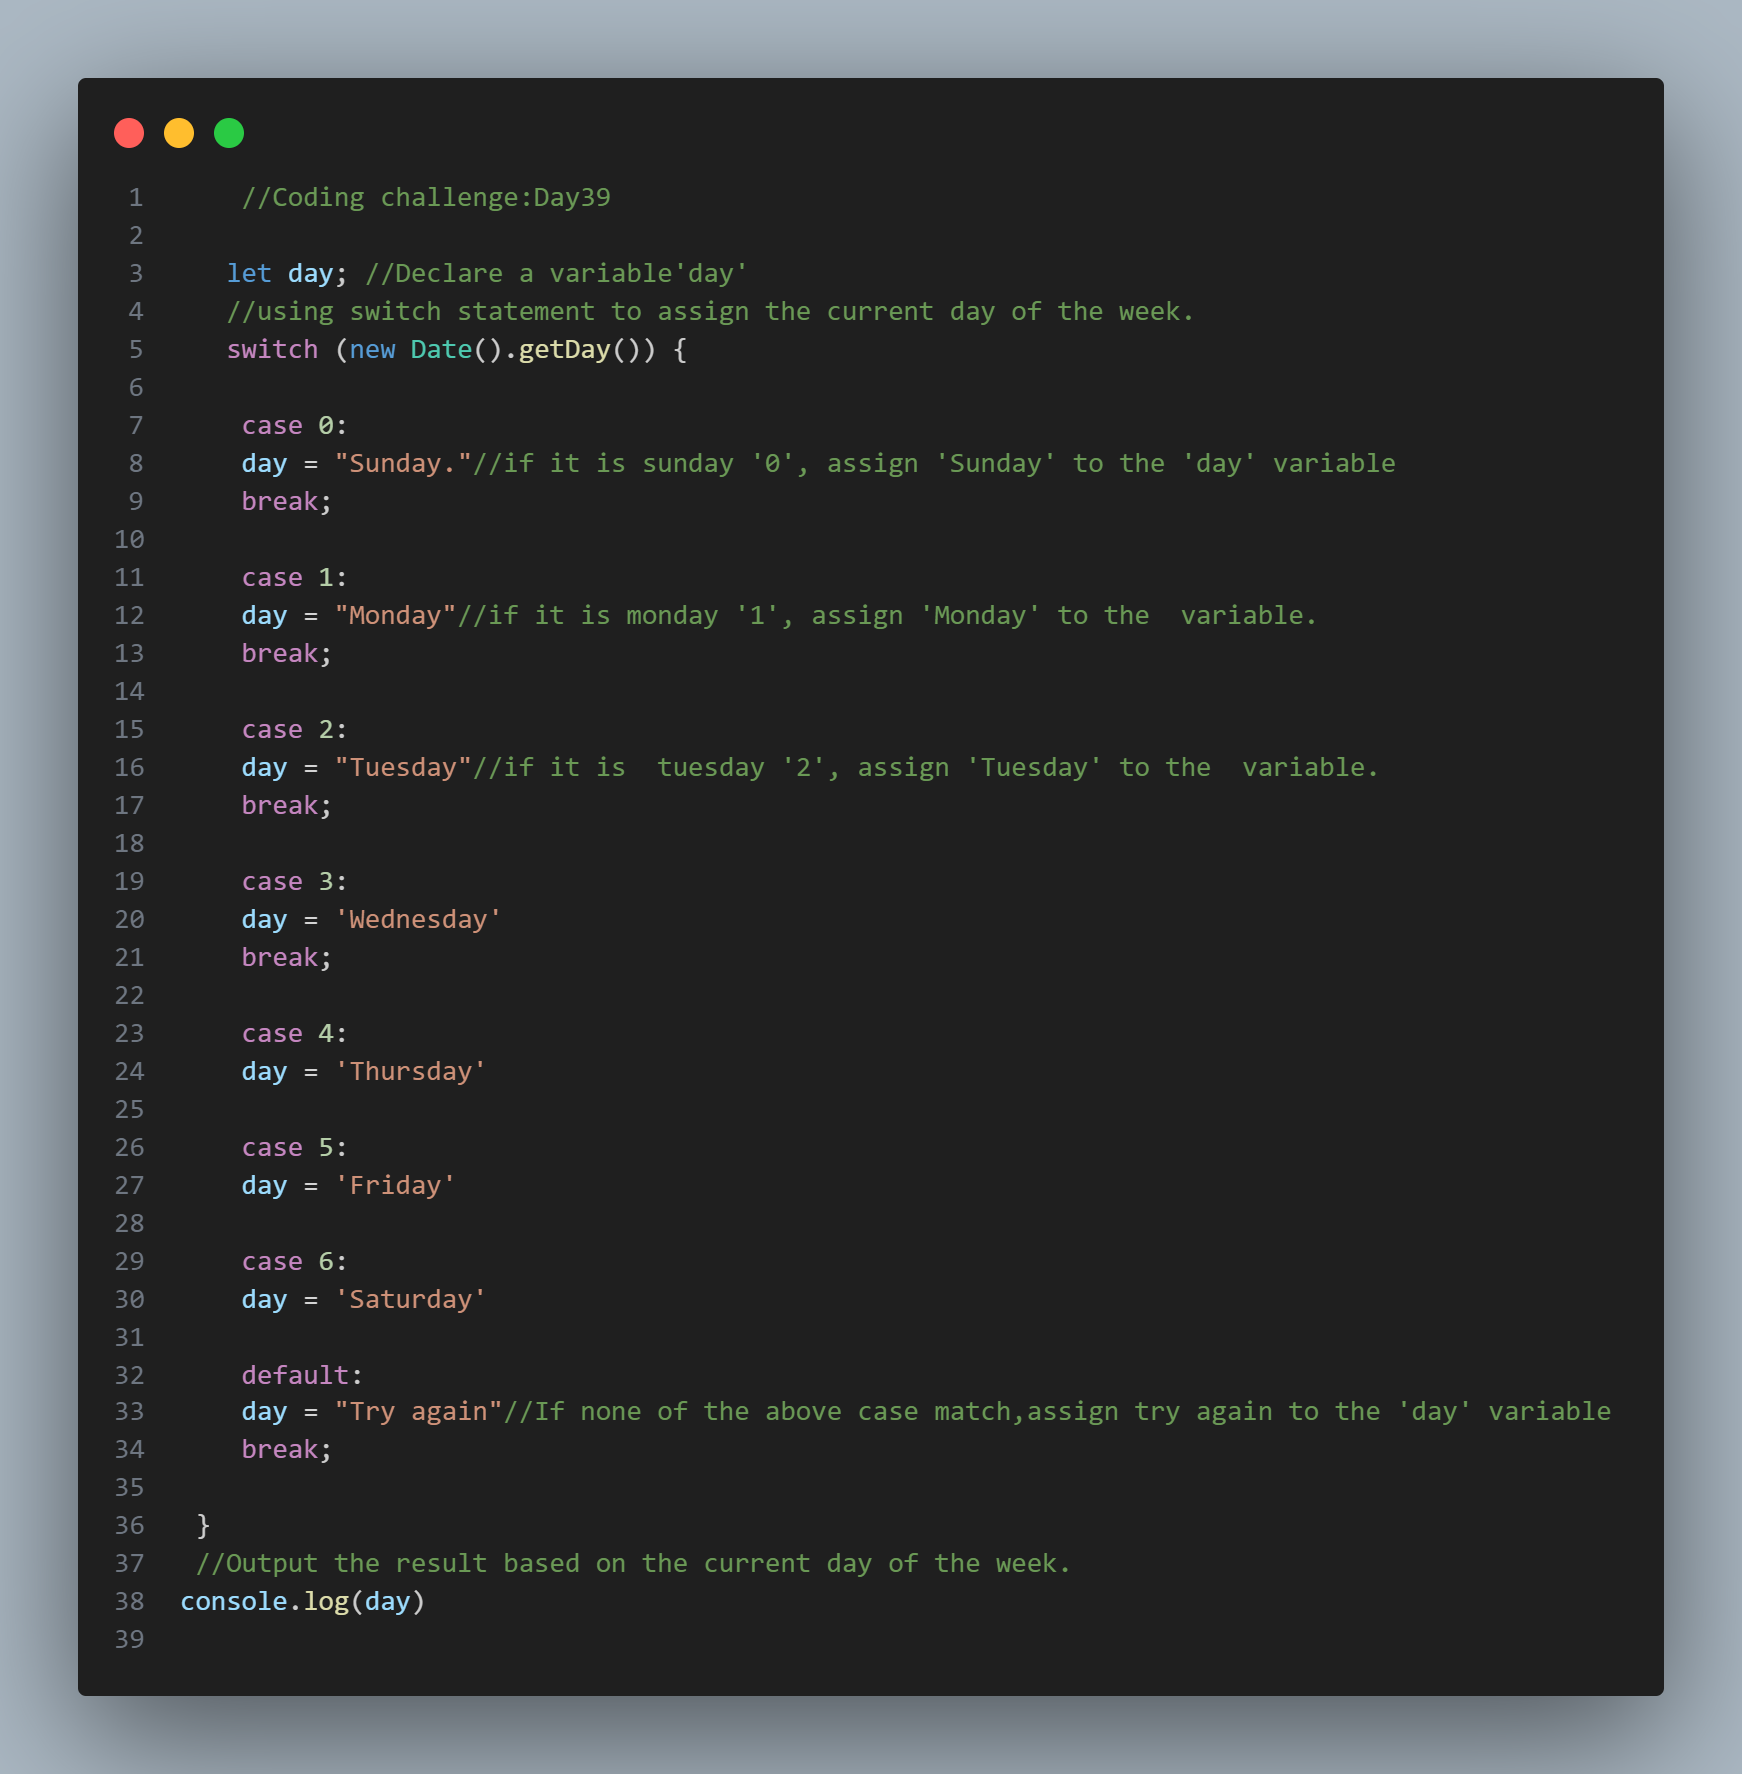 1 //Coding challenge:Day39
2
3 let day; //Declare a variable'day'
4 //using switch statement to assign the current day of the week.
5 switch (new Date().getDay()) {
6
7 case 0:
8 day = "Sunday."//if it is sunday '0', assign 'Sunday' to the 'day' variable
9 break;
10
11 case 1:
12 day = "Monday"//if it is monday '1', assign 'Monday' to the  variable.
13 break;
14
15 case 2:
16 day = "Tuesday"//if it is  tuesday '2', assign 'Tuesday' to the  variable.
17 break;
18
19 case 3:
20 day = 'Wednesday'
21 break;
22
23 case 4:
24 day = 'Thursday'
25
26 case 5:
27 day = 'Friday'
28
29 case 6:
30 day = 'Saturday'
31
32 default:
33 day = "Try again"//If none of the above case match,assign try again to the 'day' variable
34 break;
35
36 }
37 //Output the result based on the current day of the week.
38 console.log(day)
39